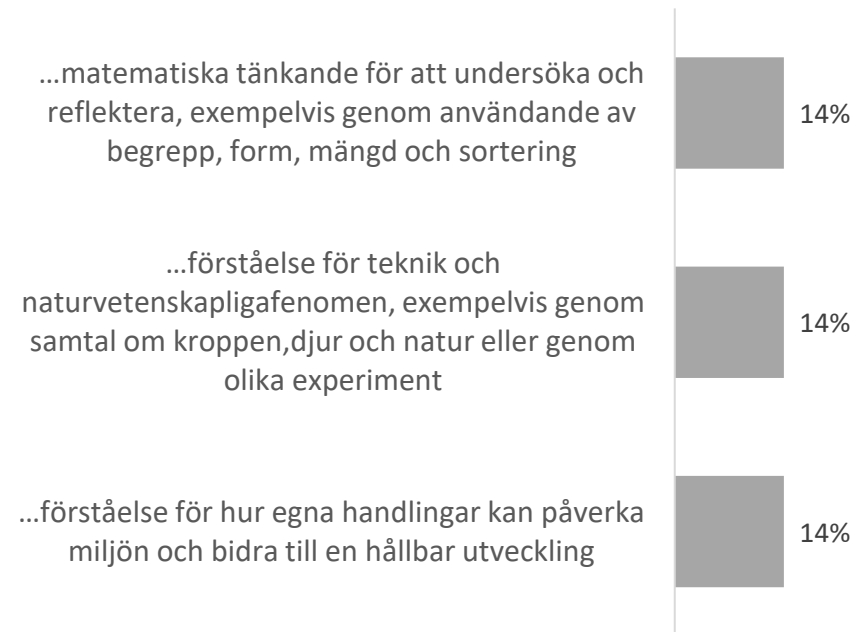 ...matematiska tänkande för att undersöka och
reflektera, exempelvis genom användande av
begrepp, form, mängd och sortering
14%
...förståelse för teknik och
naturvetenskapligafenomen, exempelvis genom
samtal om kroppen,djur och natur eller genom
olika experiment
14%
...förståelse för hur egna handlingar kan påverka
miljön och bidra till en hållbar utveckling
14%